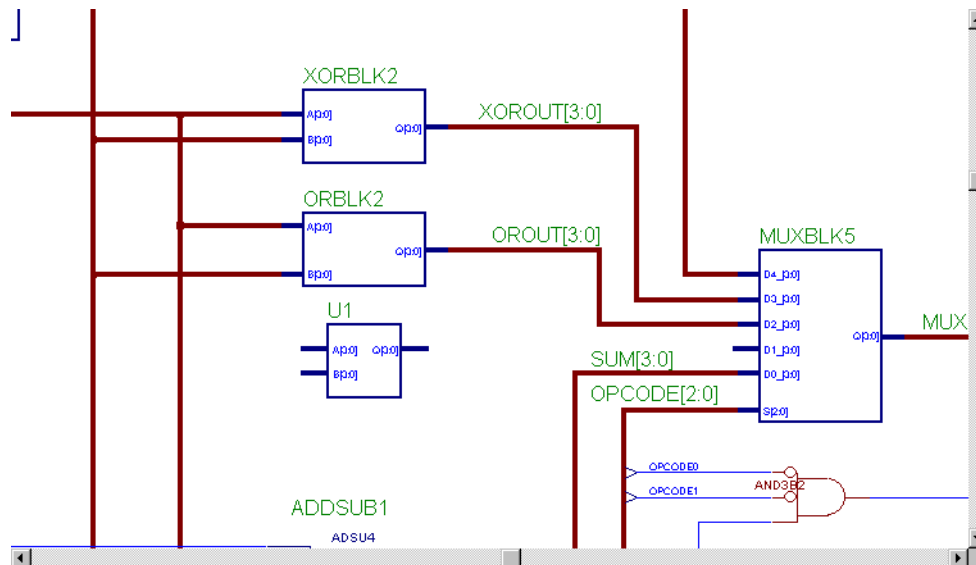 XORBLK2
A[3:0]
B[3:0]
Q[3:0]
XOROUT[3:0]
ORBLK2
A[3:0]
B[3:0]
Q[3:0]
OROUT[3:0]
U1
A[3:0]
B[3:0]
Q[3:0]
MUXBLK5
D4_[3:0]
D3_[3:0]
D2_[3:0]
D1_[3:0]
D0_[3:0]
S[2:0]
Q[3:0]
MUX
SUM[3:0]
OPCODE[2:0]
OPCODE0
OPCODE1
AND3B2
ADDSUB1
ADSU4